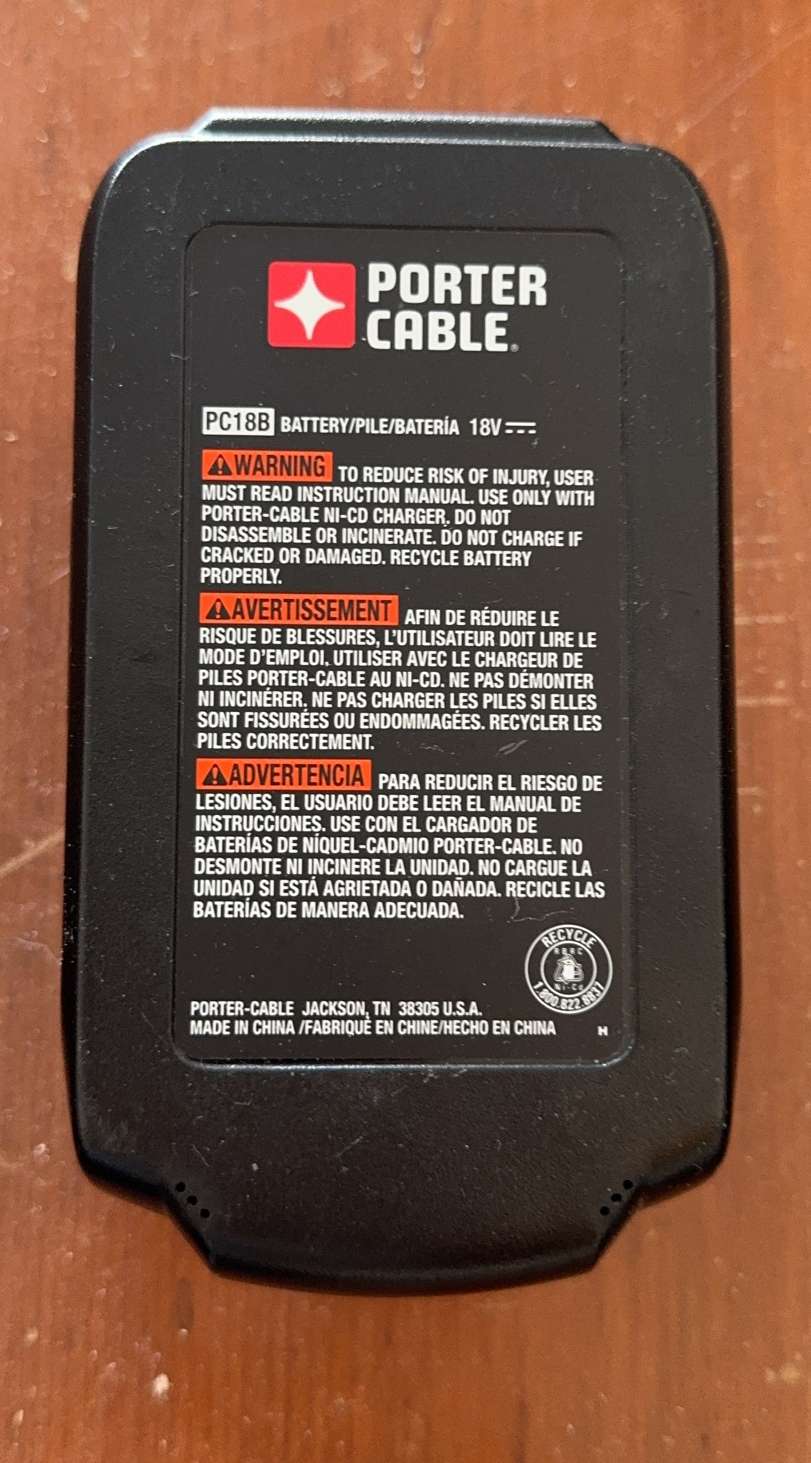 PORTER
CABLE
PC18B BATTERY/PILE/BATERÍA 18V
WARNING TO REDUCE RISK OF INJURY, USER
MUST READ INSTRUCTION MANUAL. USE ONLY WITH
PORTER-CABLE NI-CD CHARGER. DO NOT
DISASSEMBLE OR INCINERATE. DO NOT CHARGE IF
CRACKED OR DAMAGED. RECYCLE BATTERY
PROPERLY.
AVERTISSEMENT AFIN DE RÉDUIRE LE
RISQUE DE BLESSURES, L'UTILISATEUR DOIT LIRE LE
MODE D'EMPLOI. UTILISER AVEC LE CHARGEUR DE
PILES PORTER-CABLE AU NI-CD. NE PAS DÉMONTER
NI INCINÉRER. NE PAS CHARGER LES PILES SI ELLES
SONT FISSURÉES OU ENDOMMAGÉES. RECYCLER LES
PILES CORRECTEMENT.
ADVERTENCIA PARA REDUCIR EL RIESGO DE
LESIONES, EL USUARIO DEBE LEER EL MANUAL DE
INSTRUCCIONES. USE CON EL CARGADOR DE
BATERÍAS DE NÍQUEL-CADMIO PORTER-CABLE. NO
DESMONTE NI INCINERE LA UNIDAD. NO CARGUE LA
UNIDAD SI ESTÁ AGRIETADA O DAÑADA. RECICLE LAS
BATERÍAS DE MANERA ADECUADA.
RECYCLE
RBRC
Ni-Cd
1.800.822.8837
PORTER-CABLE JACKSON, TN 38305 U.S.A.
MADE IN CHINA /FABRIQUÉ EN CHINE/HECHO EN CHINA H